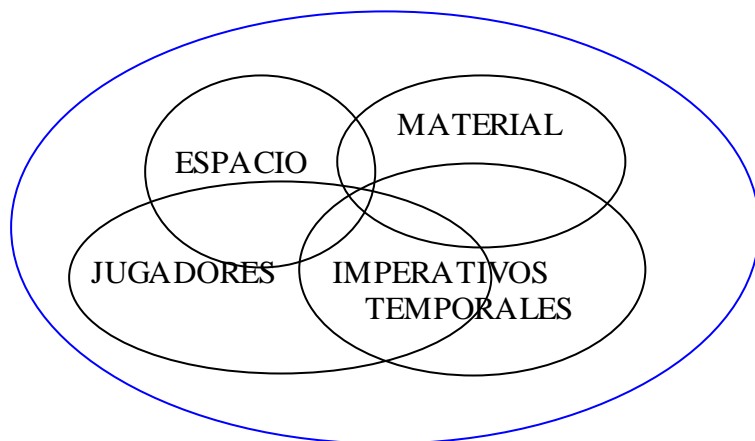 MATERIAL
ESPACIO
JUGADORES
IMPERATIVOS
TEMPORALES